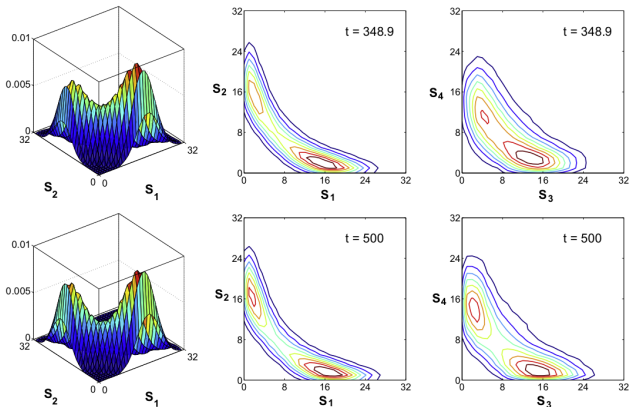 0.01
0.005
0
32
S2
0 0
S1
32
32
24
S2
16
8
0
0 8 16 24 32
S1
t = 348.9
32
24
S4
16
8
0
0 8 16 24 32
S3
t = 348.9
0.01
0.005
0
32
S2
0 0
S1
32
32
24
S2
16
8
0
0 8 16 24 32
S1
t = 500
32
24
S4
16
8
0
0 8 16 24 32
S3
t = 500